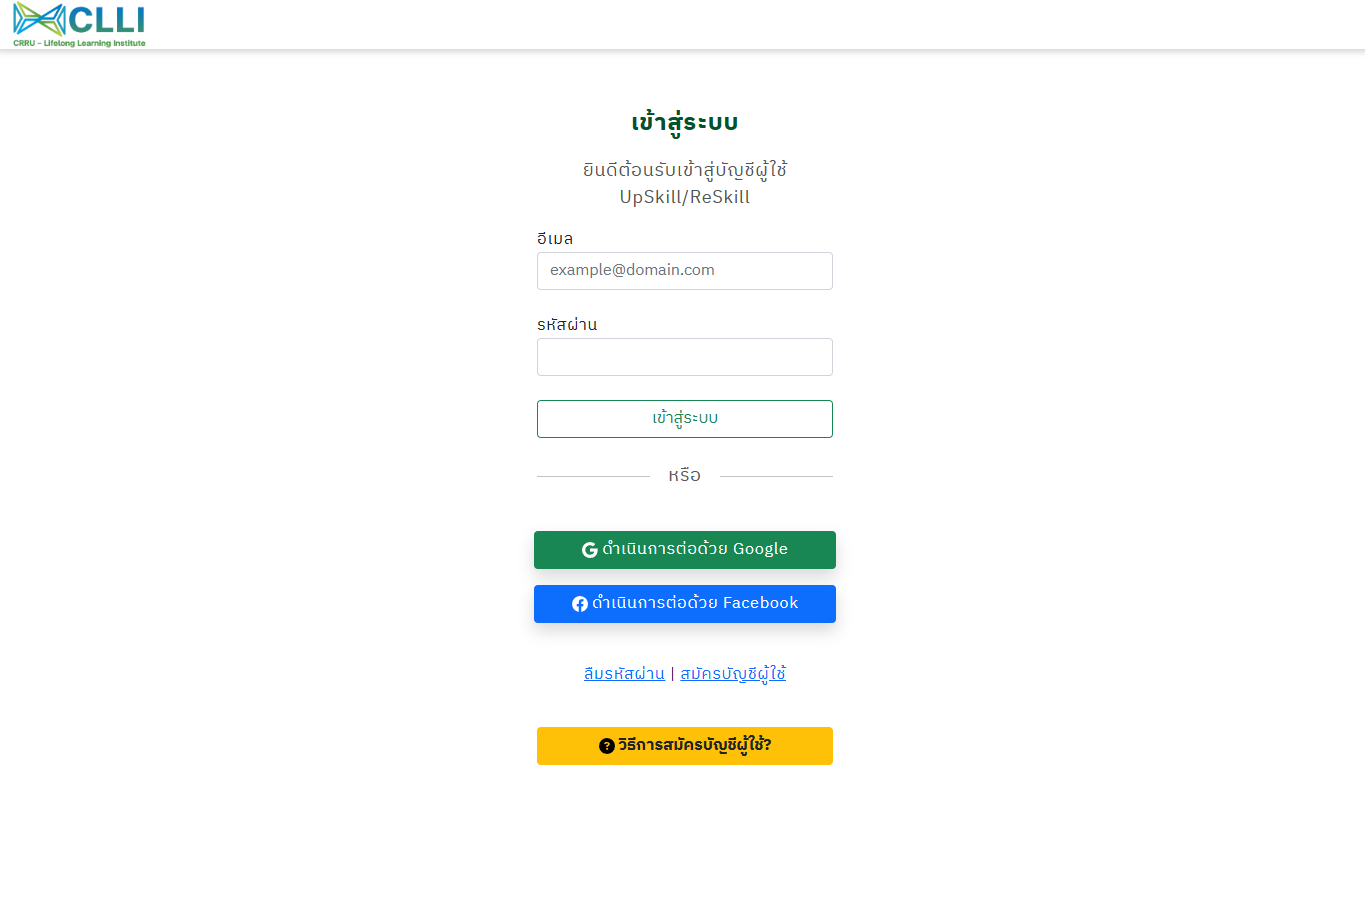 CLLI
CRRU – Lifelong Learning Institute
เข้าสู่ระบบ
ยินดีต้อนรับเข้าสู่บัญชีผู้ใช้
UpSkill/ReSkill
อีเมล
example@domain.com
รหัสผ่าน
เข้าสู่ระบบ
หรือ
ดำเนินการต่อด้วย Google
ดำเนินการต่อด้วย Facebook
ลืมรหัสผ่าน | สมัครบัญชีผู้ใช้
วิธีการสมัครบัญชีผู้ใช้?